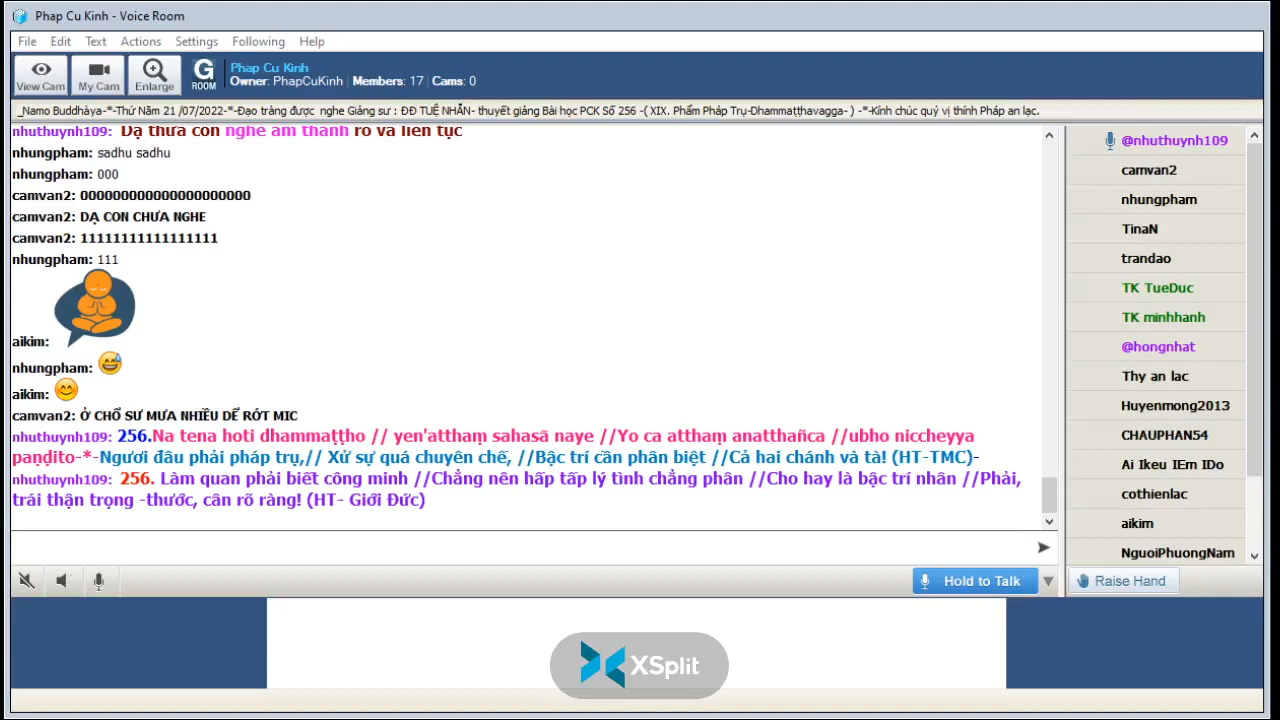 Phap Cu Kinh - Voice Room
File Edit Text Actions Settings Following Help
View Cam My Cam Enlarge G ROOM
Phap Cu Kinh
Owner: PhapCuKinh Members: 17 Cams: 0
_Namo Buddhàya-*-Thứ Năm 21 /07/2022-*-Đạo tràng được nghe Giảng sư : ĐĐ TUỆ NHẪN- thuyết giảng Bài học PCK Số 256 -( XIX. Phẩm Pháp Trụ-Dhammaṭṭhavagga- ) -*-Kính chúc quý vị thính Pháp an lạc.
nhuthuynh109: Dạ thưa con nghe âm thanh rõ và liên tục
nhungpham: sadhu sadhu
nhungpham: 000
camvan2: 000000000000000000000
camvan2: DẠ CON CHƯA NGHE
camvan2: 11111111111111111
nhungpham: 111
aikim:
nhungpham:
aikim:
camvan2: Ở CHỔ SƯ MƯA NHIỀU DỂ RỚT MIC
nhuthuynh109: 256.Na tena hoti dhammaṭṭho // yen'atthaṃ sahasā naye //Yo ca atthaṃ anatthañca //ubho niccheyya
paṇḍito-*-Ngươi đâu phải pháp trụ,// Xử sự quá chuyên chế, //Bậc trí cần phân biệt //Cả hai chánh và tà! (HT-TMC)-
nhuthuynh109: 256. Làm quan phải biết công minh //Chẳng nên hấp tấp lý tình chẳng phân //Cho hay là bậc trí nhân //Phải,
trái thận trọng -thước, cân rõ ràng! (HT- Giới Đức)
@nhuthuynh109
camvan2
nhungpham
TinaN
trandao
TK TueDuc
TK minhhanh
@hongnhat
Thy an lac
Huyenmong2013
CHAUPHAN54
Ai Ikeu IEm IDo
cothienlac
aikim
NguoiPhuongNam
Hold to Talk
Raise Hand
XSplit